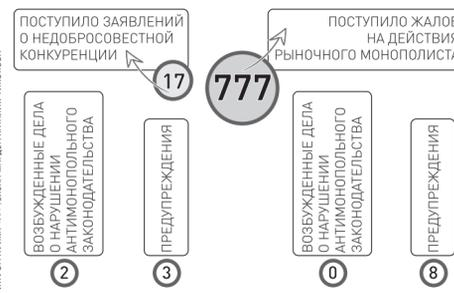 ПОСТУПИЛО ЗАЯВЛЕНИЙ
О НЕДОБРОСОВЕСТНОЙ
КОНКУРЕНЦИИ
17
777
ПОСТУПИЛО ЖАЛОБ
НА ДЕЙСТВИЯ
РЫНОЧНОГО МОНОПОЛИСТА
ВОЗБУЖДЕННЫЕ ДЕЛА
О НАРУШЕНИИ
АНТИМОНОПОЛЬНОГО
ЗАКОНОДАТЕЛЬСТВА
2
ПРЕДУПРЕЖДЕНИЯ
3
ВОЗБУЖДЕННЫЕ ДЕЛА
О НАРУШЕНИИ
АНТИМОНОПОЛЬНОГО
ЗАКОНОДАТЕЛЬСТВА
0
ПРЕДУПРЕЖДЕНИЯ
8